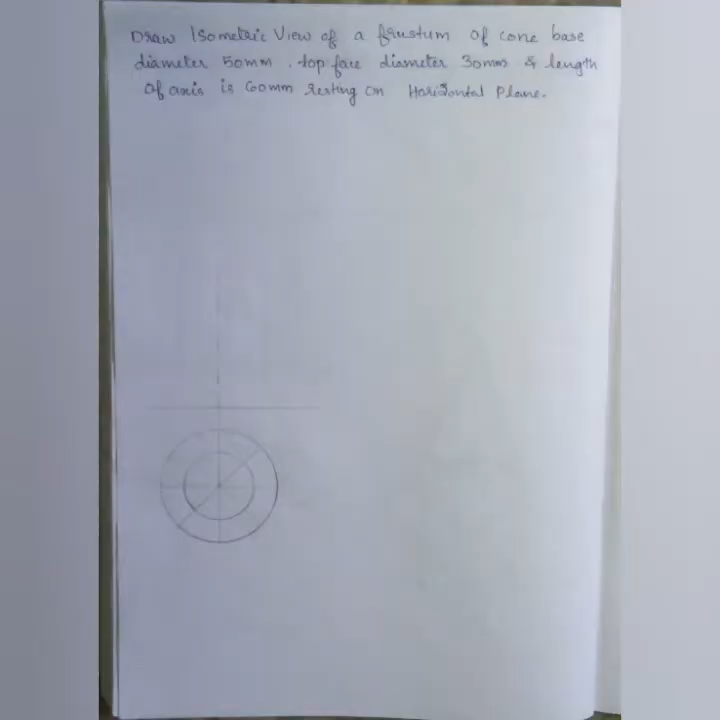 Draw Isometric View of a frustum of cone base
diameter 50mm, top face diameter 30mm & length
of axis is 60mm resting on Horizontal Plane.